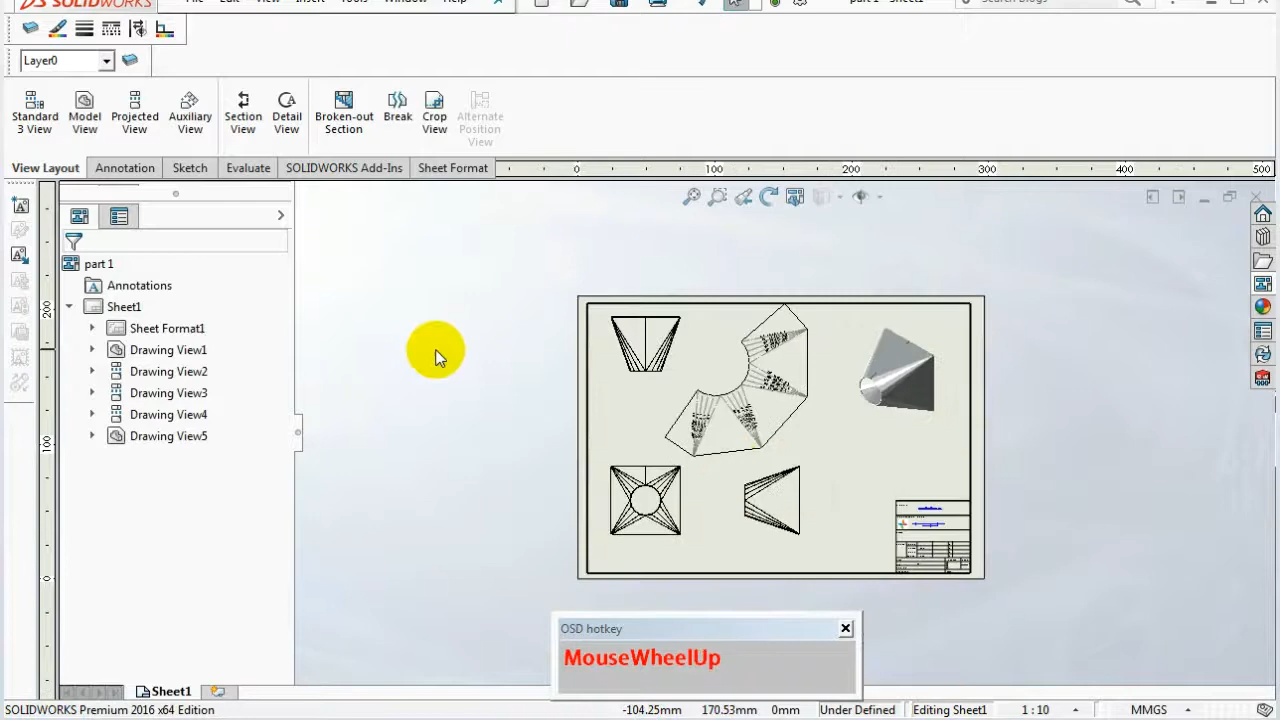 SOLIDWORKS
Layer0
Standard 3 View
Model View
Projected View
Auxiliary View
Section View
Detail View
Broken-out Section
Break
Crop View
Alternate Position View
View Layout
Annotation
Sketch
Evaluate
SOLIDWORKS Add-Ins
Sheet Format
0
100
200
300
400
500
part 1
Annotations
Sheet1
Sheet Format1
Drawing View1
Drawing View2
Drawing View3
Drawing View4
Drawing View5
200
100
0
OSD hotkey
MouseWheelUp
Sheet1
SOLIDWORKS Premium 2016 x64 Edition
-104.25mm
170.53mm
0mm
Under Defined
Editing Sheet1
1 : 10
MMGS